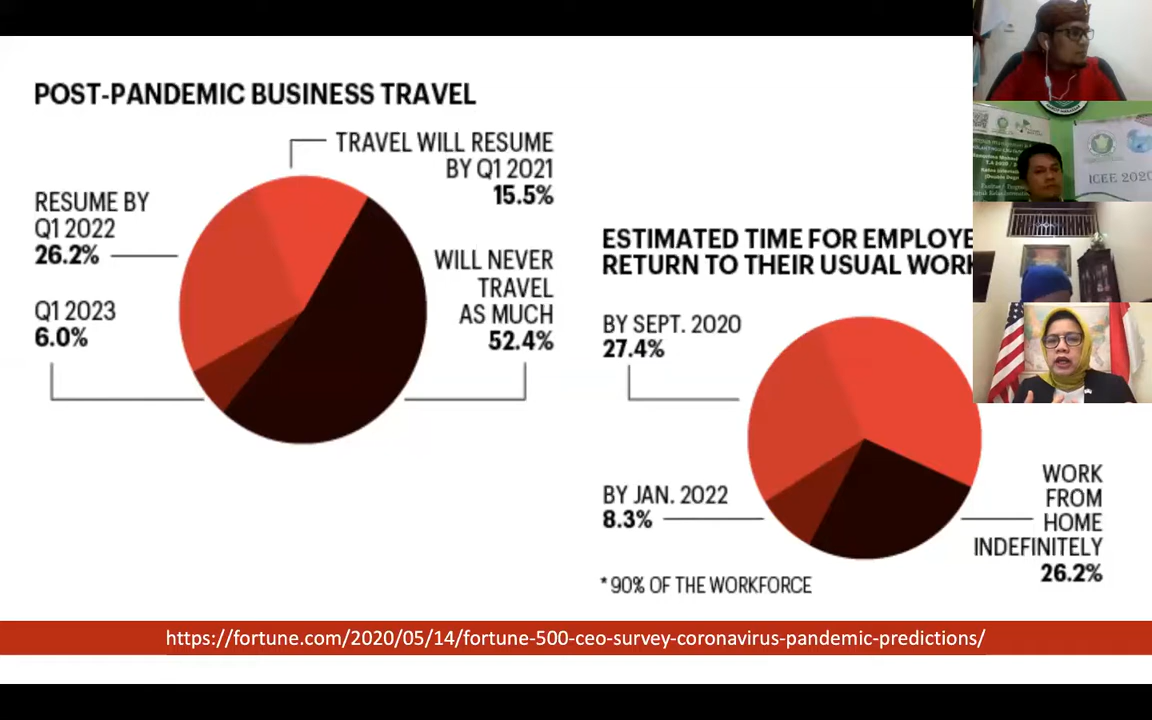 POST-PANDEMIC BUSINESS TRAVEL
TRAVEL WILL RESUME
BY Q1 2021
15.5%
RESUME BY
Q1 2022
26.2%
WILL NEVER
TRAVEL
AS MUCH
52.4%
Q1 2023
6.0%
ESTIMATED TIME FOR
RETURN TO THEIR USUAL
BY SEPT. 2020
27.4%
BY JAN. 2022
8.3%
WORK
FROM
HOME
INDEFINITELY
26.2%
* 90% OF THE WORKFORCE
https://fortune.com/2020/05/14/fortune-500-ceo-survey-coronavirus-pandemic-predictions/
ICEE 2020